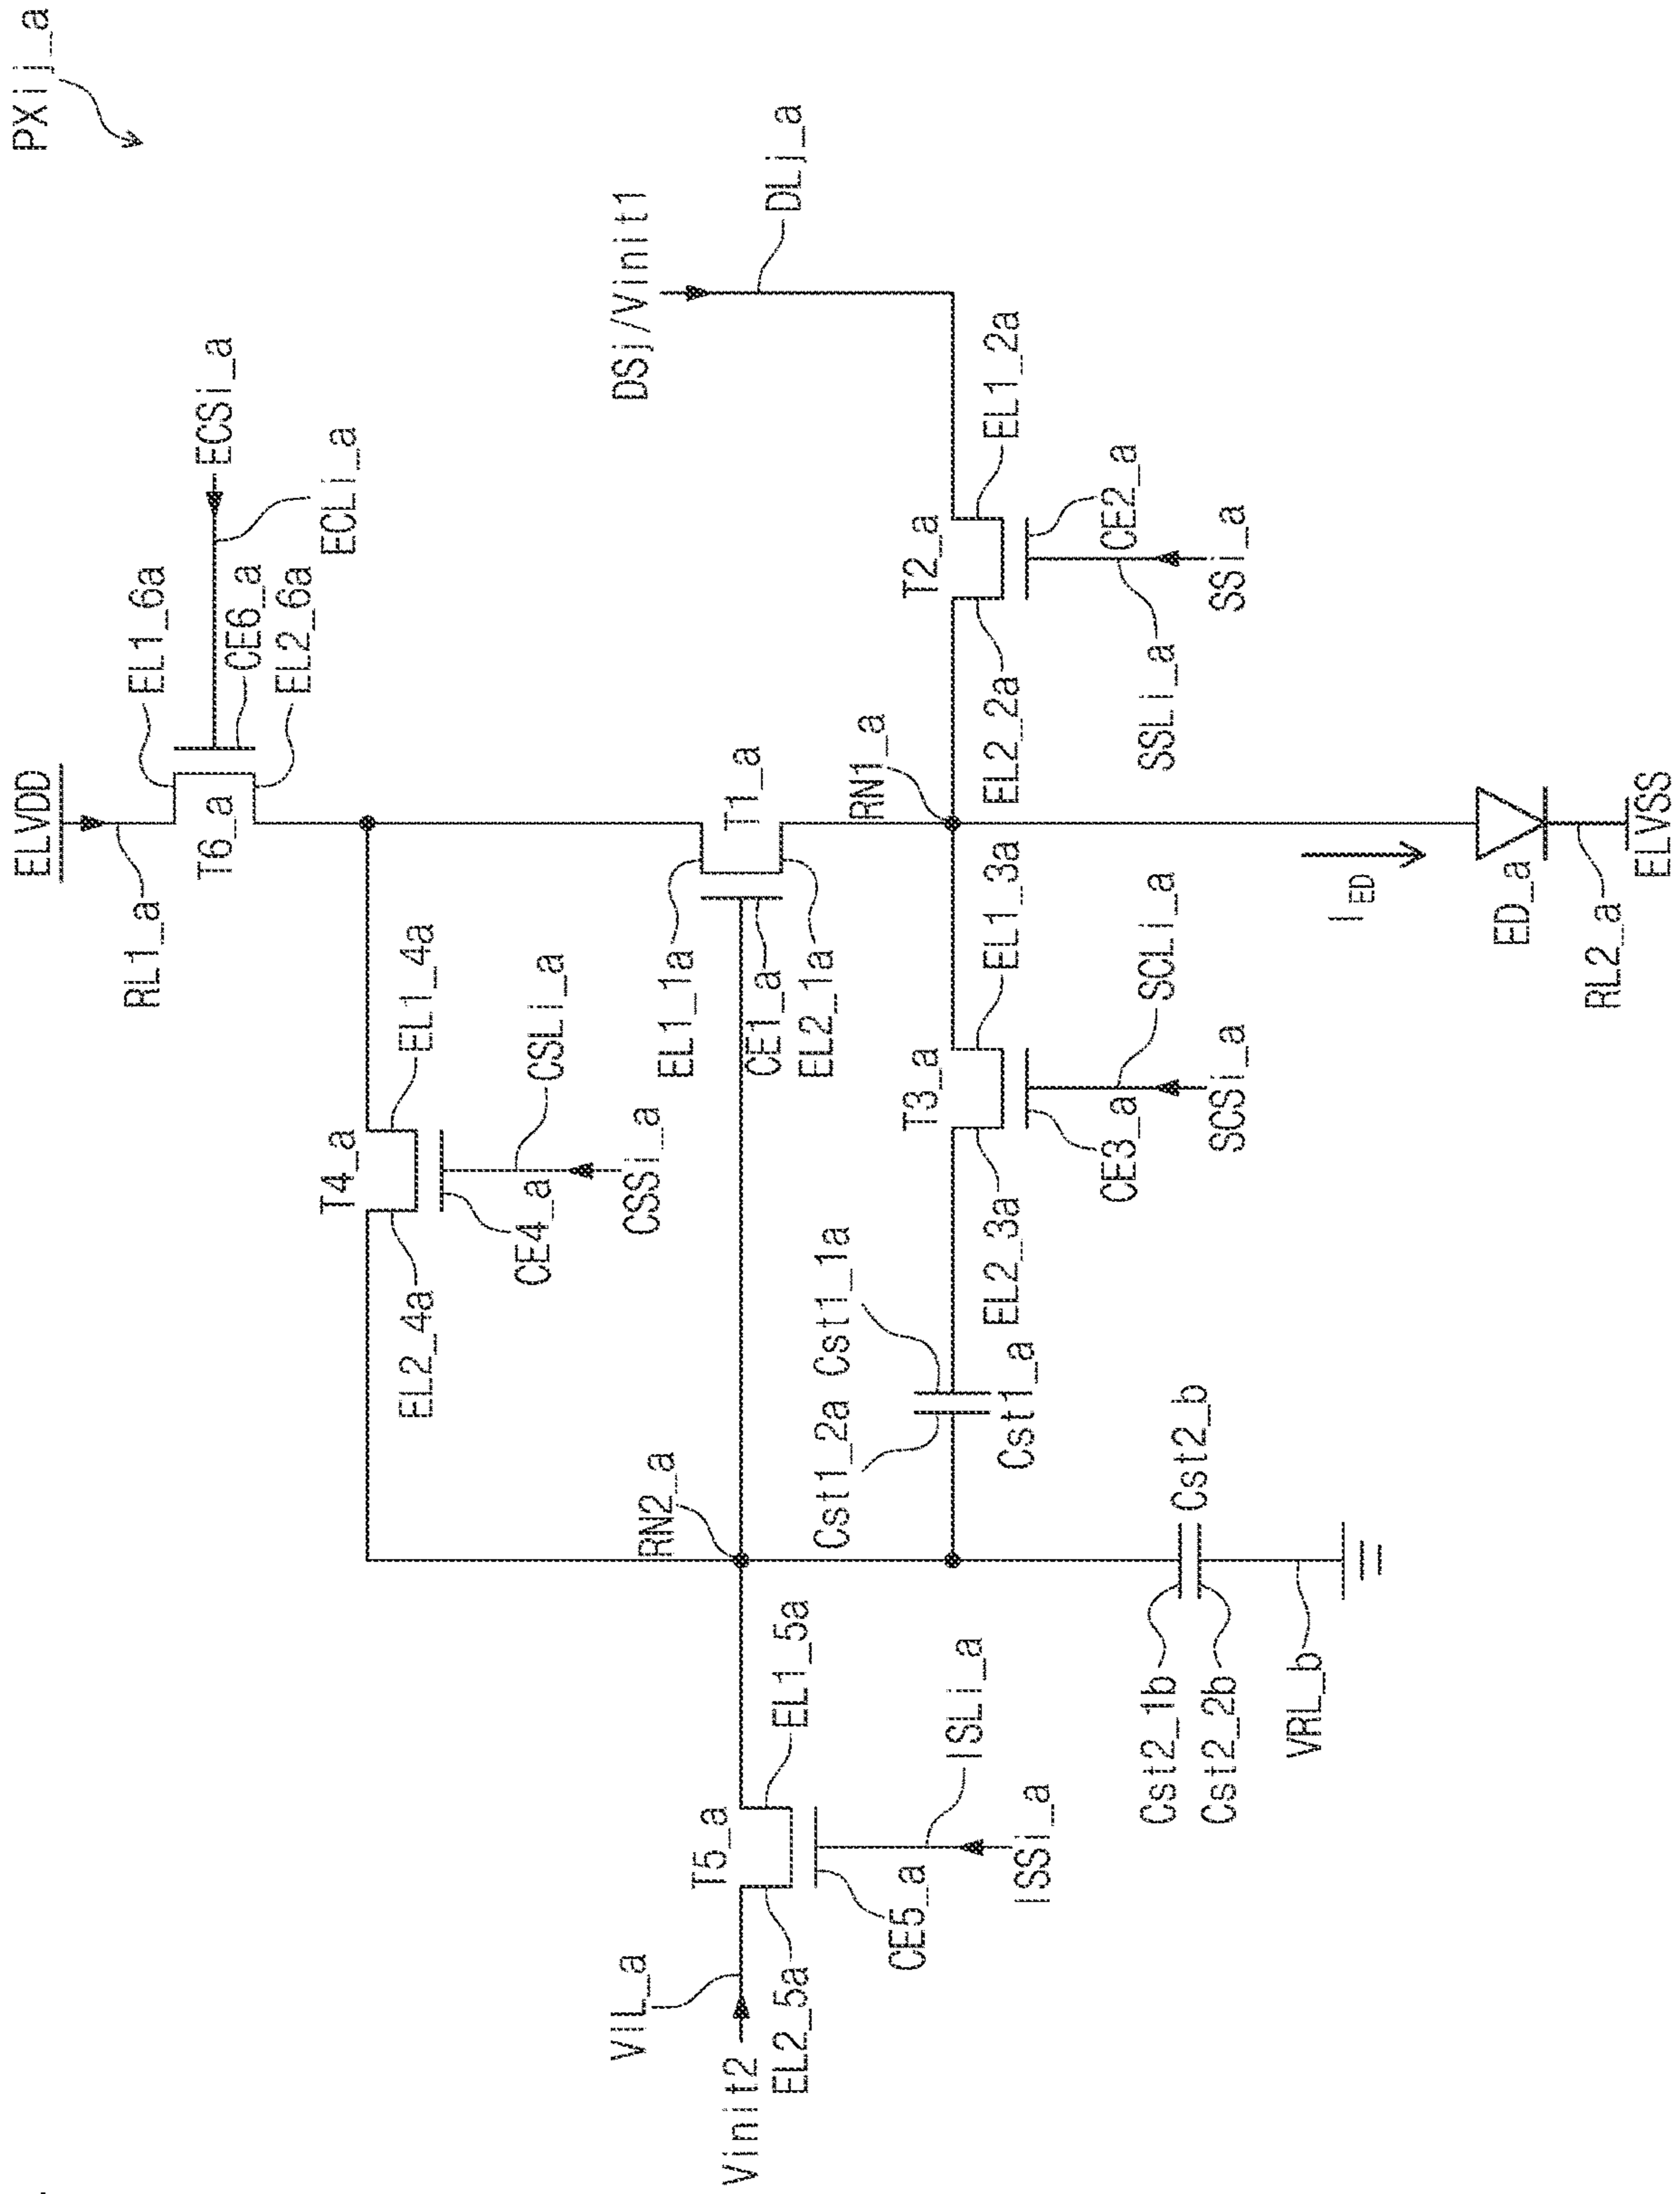 PXij_a
ELVDD
RL1_a
EL1_6a
T6_a
CE6_a
EL2_6a
ECSi_a
ECLi_a
DSj/Vinit1
DLj_a
T4_a
EL1_4a
EL2_4a
CE4_a
CSLi_a
CSSi_a
T1_a
EL1_1a
CE1_a
EL2_1a
RN1_a
T2_a
EL1_2a
EL2_2a
CE2_a
SSLi_a
SSi_a
T3_a
EL1_3a
EL2_3a
CE3_a
SCLi_a
SCSi_a
RN2_a
Cst1_2a Cst1_1a
Cst1_a
VIL_a
Vinit2
T5_a
EL1_5a
EL2_5a
CE5_a
ISLi_a
ISSi_a
Cst2_b
Cst2_1b
Cst2_2b
VRL_b
IED
ED_a
RL2_a
ELVSS